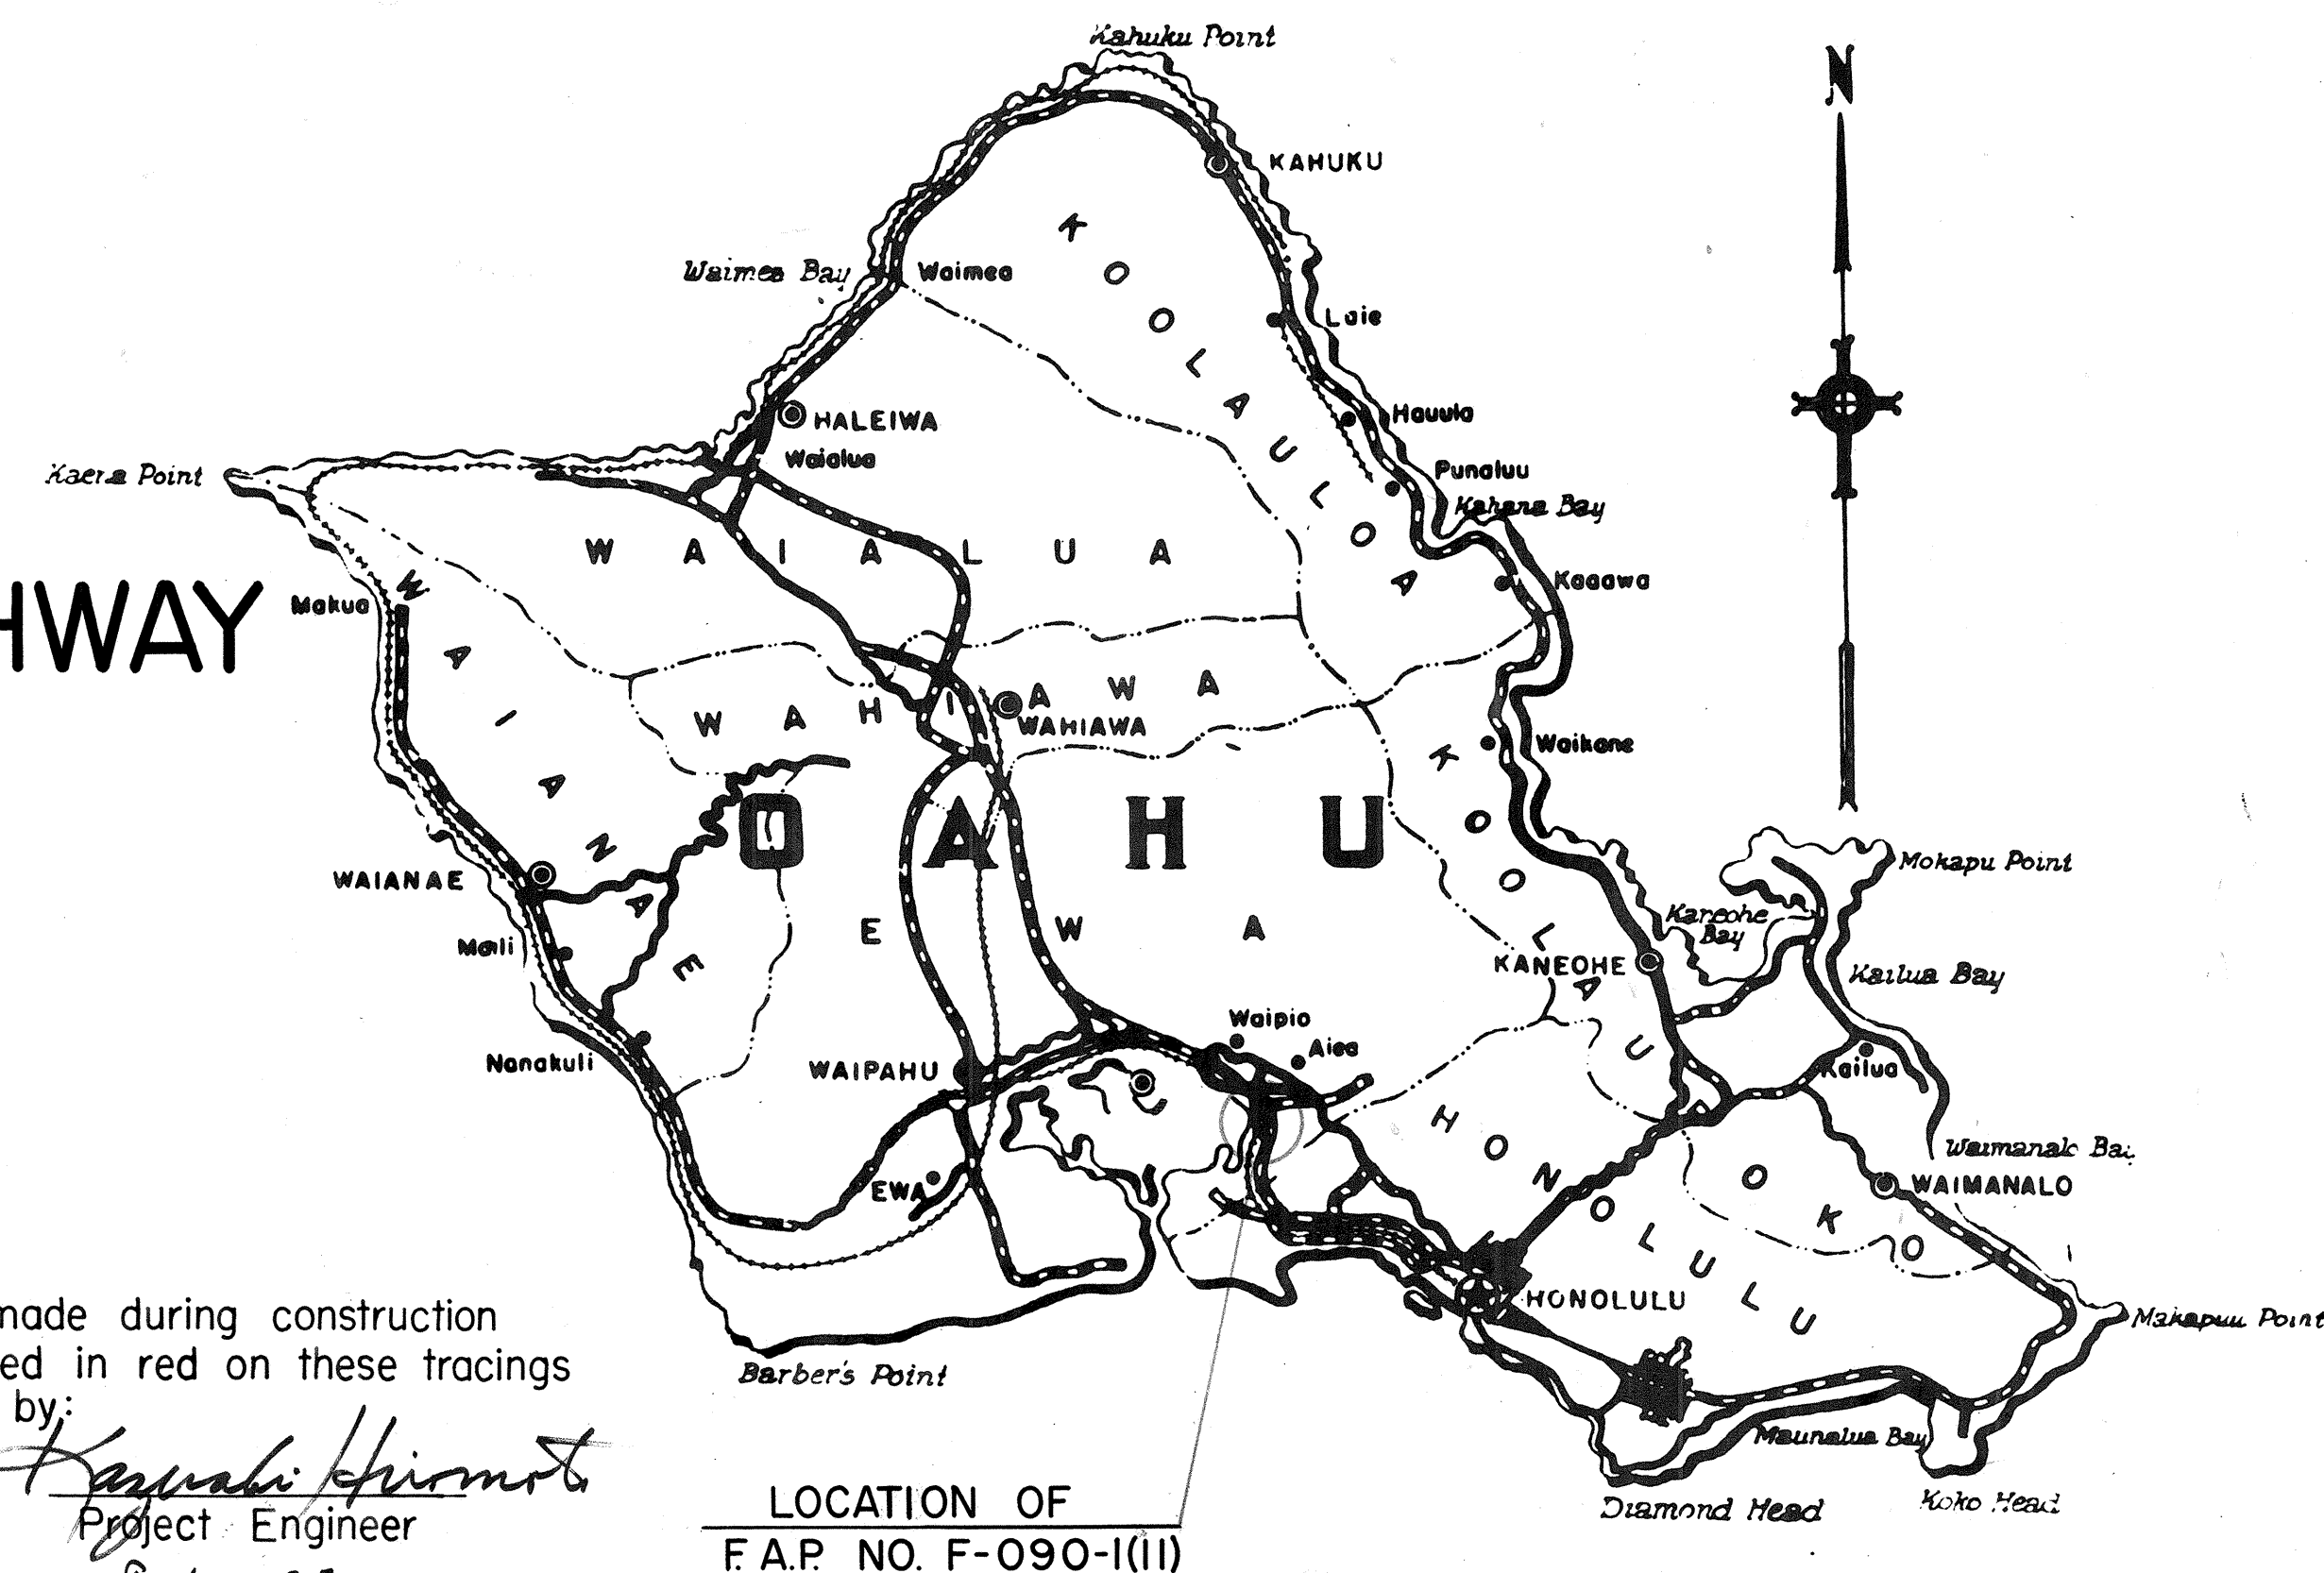 Kahuku Point
N
KAHUKU
KOOLAULOA
Waimea Bay
Waimea
Laie
HALEIWA
Hauula
Waialua
Punaluu
Kaena Point
Kahana Bay
WAIALUA
Kaaawa
HWAY
Makua
WAIANAE
WAHIAWA
WAHIAWA
Waikane
OAHU
KOOLAUPOKO
Mokapu Point
WAIANAE
Kaneohe
Bay
EWA
Maili
KANEOHE
Kailua Bay
Waipio
Aiea
Nanakuli
WAIPAHU
Kailua
HONOLULU
Waimanalo Bay
EWA
WAIMANALO
HONOLULU
Makapuu Point
made during construction
ed in red on these tracings
by:
Barber's Point
Maunalua Bay
Project Engineer
Diamond Head
Koko Head
LOCATION OF
F.A.P. NO. F-090-1(11)